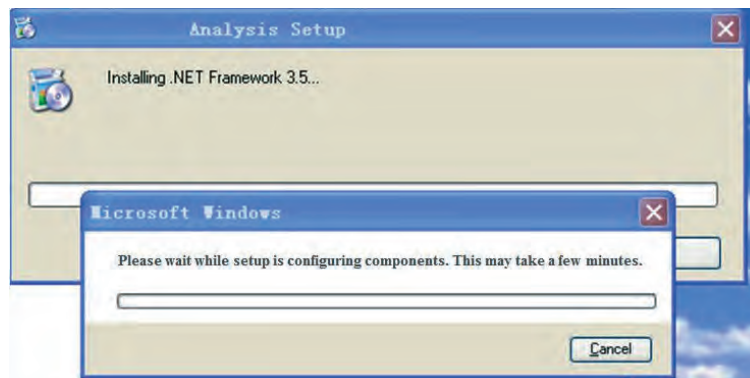 Analysis Setup
Installing .NET Framework 3.5...
Microsoft Windows
Please wait while setup is configuring components. This may take a few minutes.
Cancel